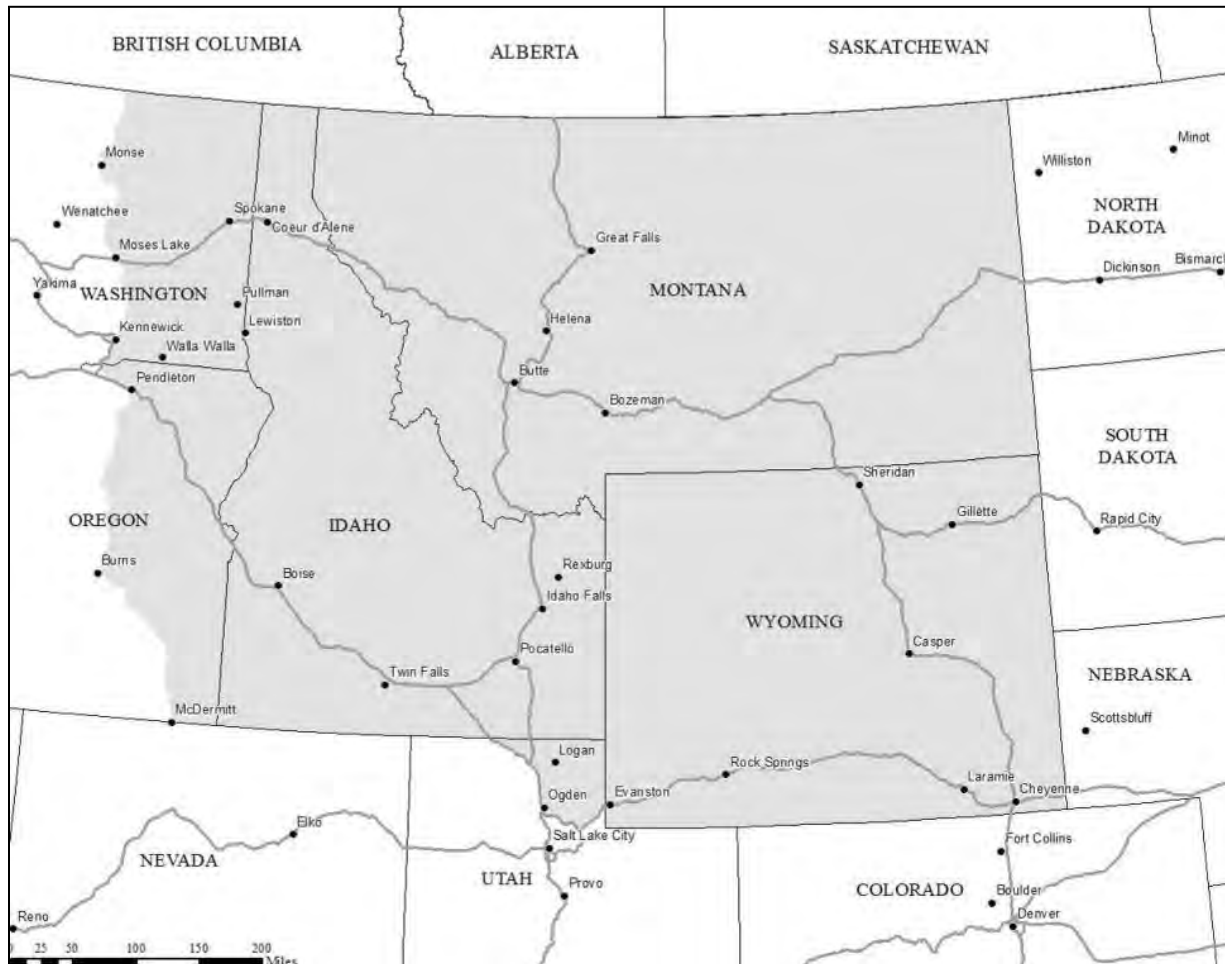 BRITISH COLUMBIA
ALBERTA
SASKATCHEWAN
Minot
Monse
Williston
NORTH
DAKOTA
Wenatchee
Spokane
Coeur d'Alene
Great Falls
Moses Lake
Dickinson
Bismarck
Yakima
WASHINGTON
Pullman
MONTANA
Kennewick
Lewiston
Helena
Walla Walla
Pendleton
Butte
Bozeman
SOUTH
DAKOTA
Sheridan
OREGON
IDAHO
Gillette
Rapid City
Burns
Boise
Rexburg
Idaho Falls
WYOMING
Casper
Pocatello
Twin Falls
NEBRASKA
McDermitt
Scottsbluff
Logan
Rock Springs
Laramie
Ogden
Evanston
Cheyenne
Elko
Salt Lake City
Fort Collins
NEVADA
UTAH
Provo
COLORADO
Boulder
Reno
Denver
0 25 50 100 150 200
Miles